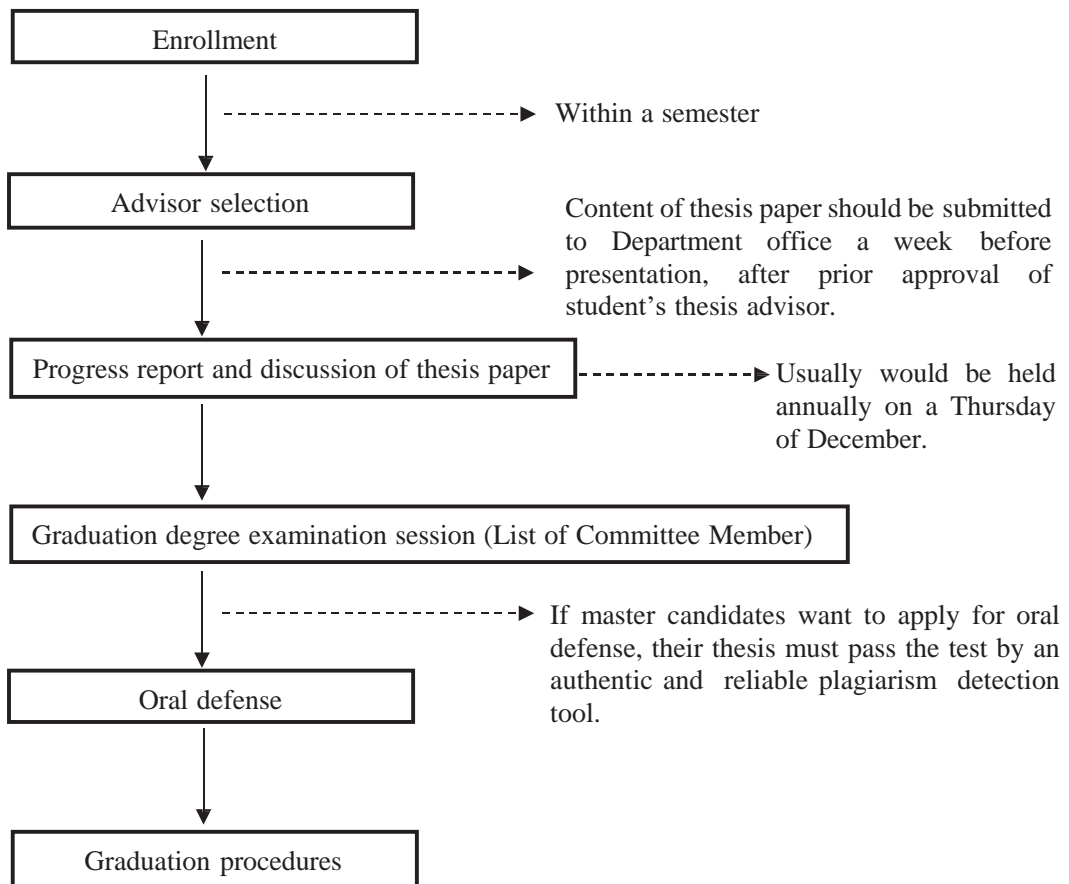 Enrollment
Within a semester
Advisor selection
Content of thesis paper should be submitted
to Department office a week before
presentation, after prior approval of
student’s thesis advisor.
Progress report and discussion of thesis paper
Usually would be held
annually on a Thursday
of December.
Graduation degree examination session (List of Committee Member)
If master candidates want to apply for oral
defense, their thesis must pass the test by an
authentic and reliable plagiarism detection
tool.
Oral defense
Graduation procedures